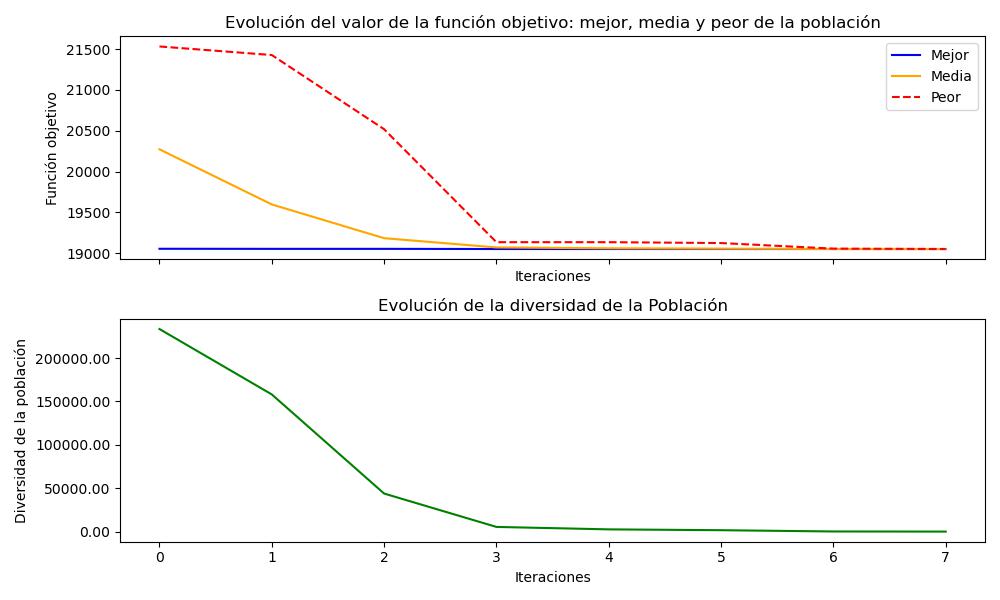 Evolución del valor de la función objetivo: mejor, media y peor de la población
21500
21000
20500
20000
19500
19000
Función objetivo
Mejor
Media
Peor
Iteraciones
Evolución de la diversidad de la Población
200000.00
150000.00
100000.00
50000.00
0.00
Diversidad de la población
0 1 2 3 4 5 6 7
Iteraciones